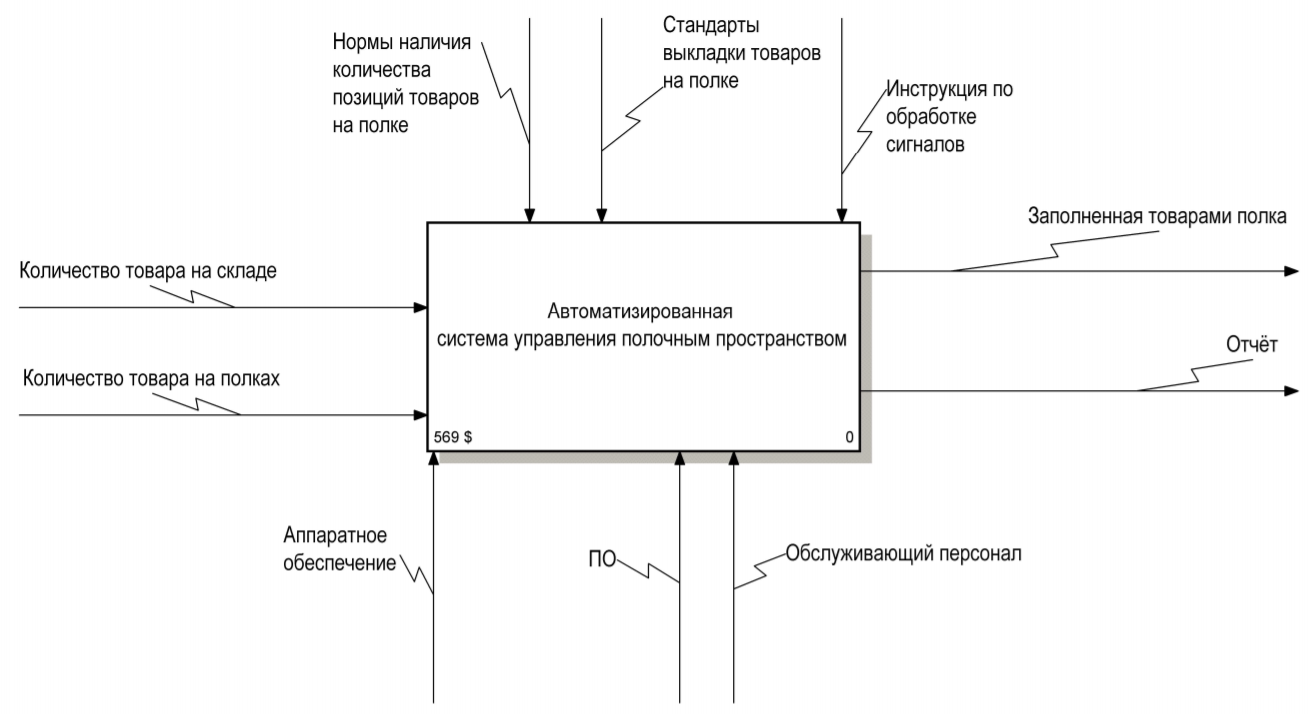 Нормы наличия
количества
позиций товаров
на полке
Стандарты
выкладки товаров
на полке
Инструкция по
обработке
сигналов
Заполненная товарами полка
Количество товара на складе
Автоматизированная
система управления полочным пространством
Отчёт
Количество товара на полках
569 $
0
Аппаратное
обеспечение
ПО
Обслуживающий персонал